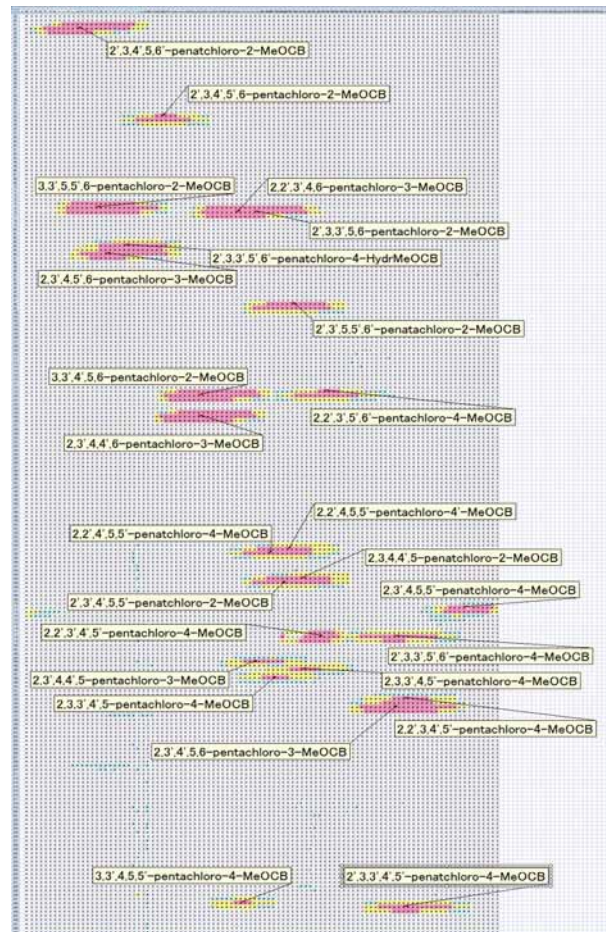 2',3,4',5,6'-penatchloro-2-MeOCB
2',3,4',5',6-pentachloro-2-MeOCB
3,3',5,5',6-pentachloro-2-MeOCB
2,2',3',4,6-pentachloro-3-MeOCB
2',3,3',5,6-pentachloro-2-MeOCB
2',3,3',5',6'-penatchloro-4-HydrMeOCB
2,3',4,5',6-pentachloro-3-MeOCB
2',3,5,5',6'-penatachloro-2-MeOCB
3,3',4',5,6-pentachloro-2-MeOCB
2,2',3',5',6'-pentachloro-4-MeOCB
2,3',4,4',6-pentachloro-3-MeOCB
2,2',4,5,5'-pentachloro-4'-MeOCB
2,2',4',5,5'-penatchloro-4-MeOCB
2,3,4,4',5-penatchloro-2-MeOCB
2,3',4,5,5'-pentachloro-4-MeOCB
2',3',4',5,5'-penatchloro-2-MeOCB
2,2',3',4',5'-pentachloro-4-MeOCB
2',3,3',5',6'-pentachloro-4-MeOCB
2,3',4,4',5-pentachloro-3-MeOCB
2,3,3',4,5'-pentachloro-4-MeOCB
2,3,3',4',5-pentachloro-4-MeOCB
2,2',3,4',5'-pentachloro-4-MeOCB
2,3',4',5,6-pentachloro-3-MeOCB
3,3',4,5,5'-pentachloro-4-MeOCB
2',3,3',4',5'-penatchloro-4-MeOCB